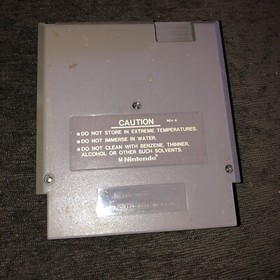 CAUTION
REV-A
• DO NOT STORE IN EXTREME TEMPERATURES.
• DO NOT IMMERSE IN WATER.
• DO NOT CLEAN WITH BENZENE, THINNER,
ALCOHOL OR OTHER SUCH SOLVENTS.
Nintendo®